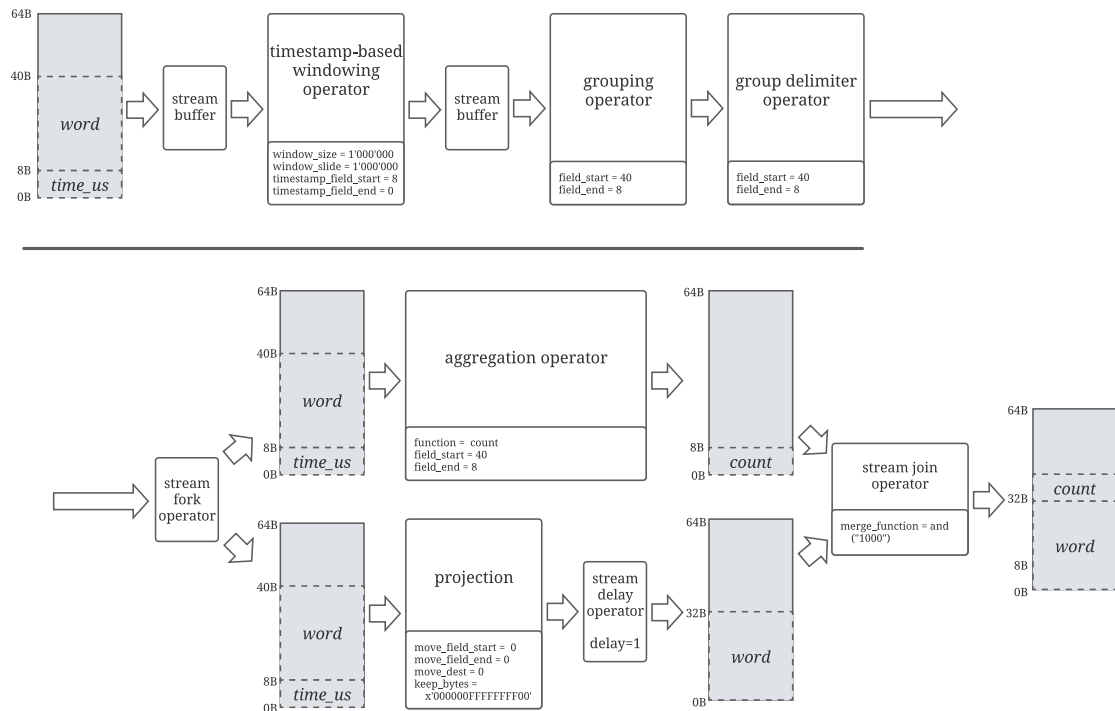 64B
40B
word
8B
time_us
0B
stream
buffer
timestamp-based
windowing
operator
window_size = 1'000'000
window_slide = 1'000'000
timestamp_field_start = 8
timestamp_field_end = 0
stream
buffer
grouping
operator
field_start = 40
field_end = 8
group delimiter
operator
field_start = 40
field_end = 8
stream
fork
operator
64B
40B
word
8B
time_us
0B
aggregation operator
function = count
field_start = 40
field_end = 8
64B
8B
count
0B
64B
40B
word
8B
time_us
0B
projection
move_field_start = 0
move_field_end = 0
move_dest = 0
keep_bytes =
x'000000FFFFFFFF00'
stream
delay
operator
delay=1
64B
32B
word
0B
stream join
operator
merge_function = and
("1000")
64B
count
32B
word
8B
0B